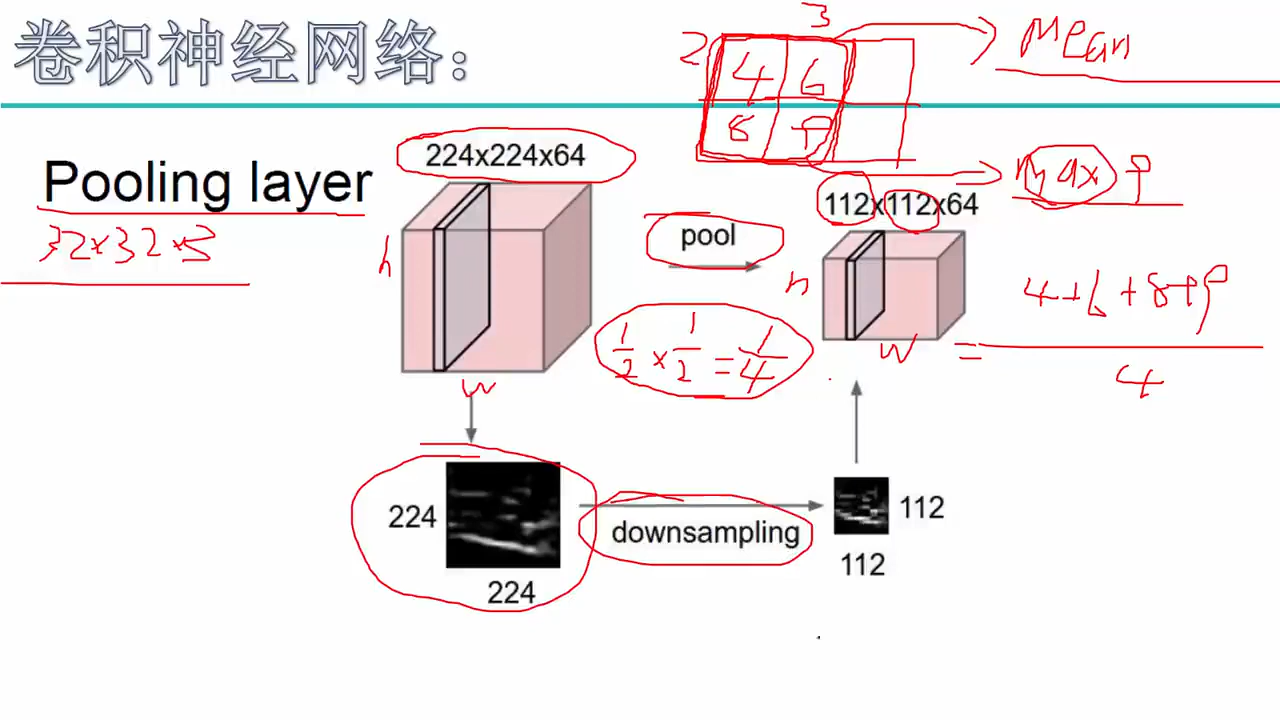 卷积神经网络：
3
2
4 6
8 9
Mean
max p
Pooling layer
32×32×3
224x224x64
h
w
pool
1/2 × 1/2 = 1/4
112x112x64
w
= 4+6+8+9 / 4
224
224
downsampling
112
112